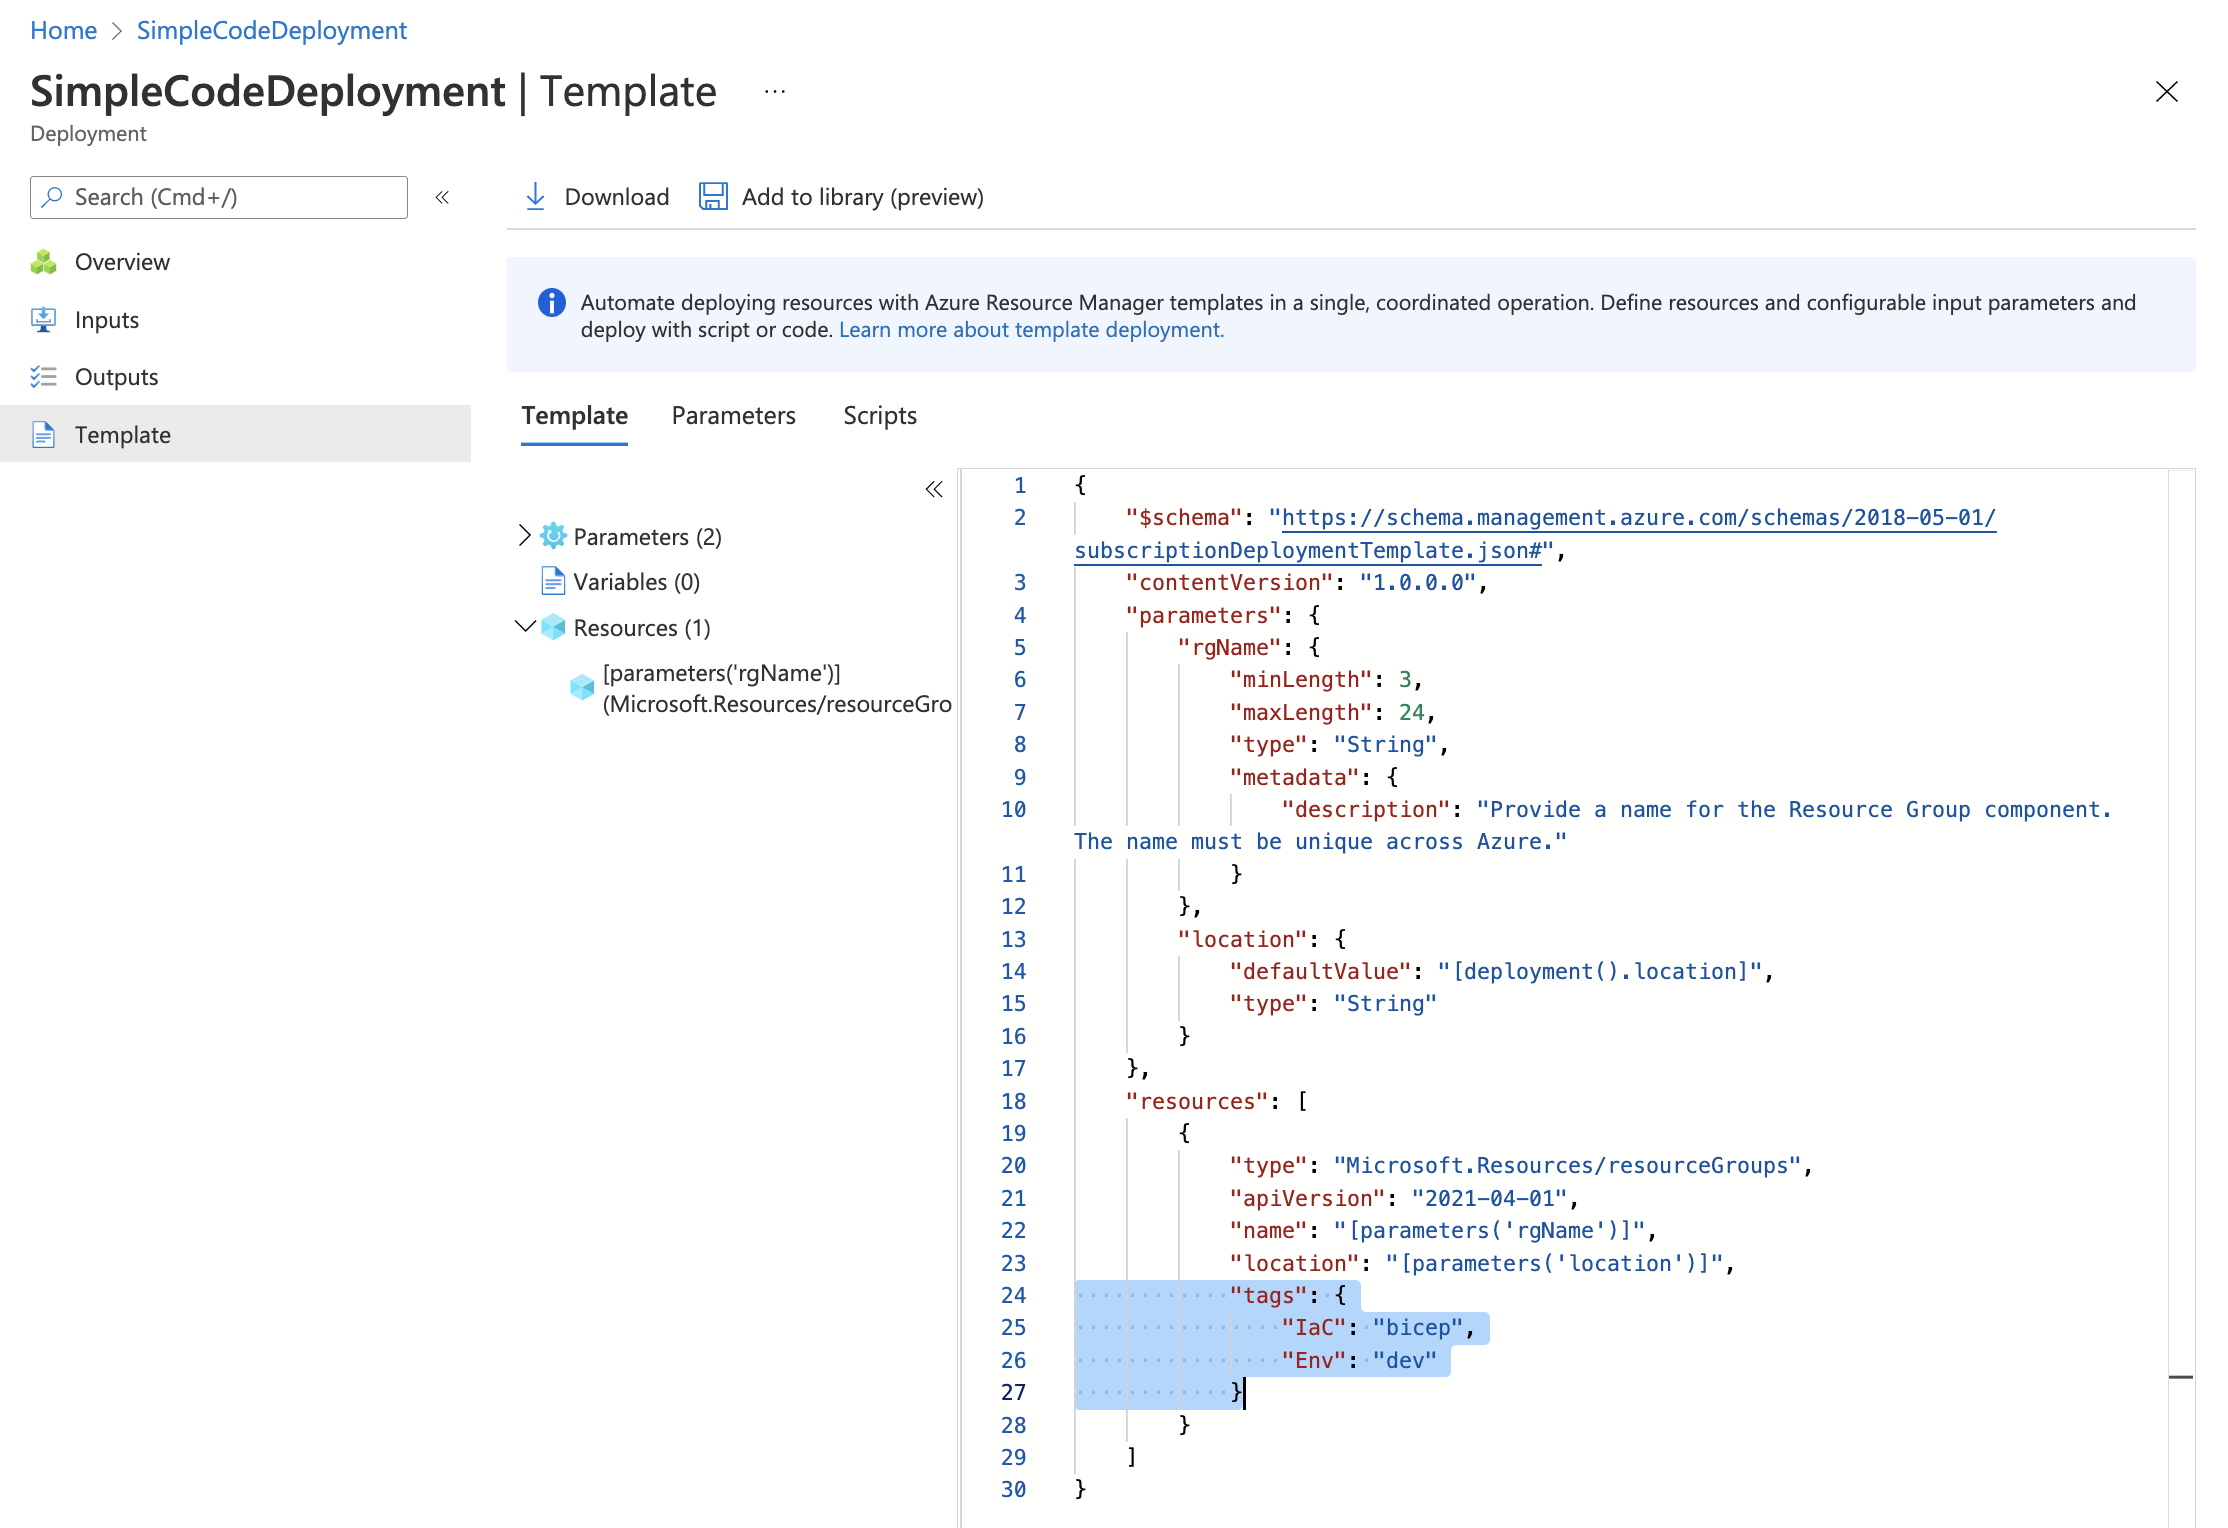 Home > SimpleCodeDeployment
SimpleCodeDeployment | Template ...
Deployment
Search (Cmd+/)
«
Download
Add to library (preview)
Overview
Inputs
Outputs
Template
Automate deploying resources with Azure Resource Manager templates in a single, coordinated operation. Define resources and configurable input parameters and
deploy with script or code. Learn more about template deployment.
Template Parameters Scripts
«
Parameters (2)
Variables (0)
Resources (1)
[parameters('rgName')]
(Microsoft.Resources/resourceGro
1 {
2 "$schema": "https://schema.management.azure.com/schemas/2018-05-01/
subscriptionDeploymentTemplate.json#",
3 "contentVersion": "1.0.0.0",
4 "parameters": {
5 "rgName": {
6 "minLength": 3,
7 "maxLength": 24,
8 "type": "String",
9 "metadata": {
10 "description": "Provide a name for the Resource Group component.
The name must be unique across Azure."
11 }
12 },
13 "location": {
14 "defaultValue": "[deployment().location]",
15 "type": "String"
16 }
17 },
18 "resources": [
19 {
20 "type": "Microsoft.Resources/resourceGroups",
21 "apiVersion": "2021-04-01",
22 "name": "[parameters('rgName')]",
23 "location": "[parameters('location')]",
24 "tags": {
25 "IaC": "bicep",
26 "Env": "dev"
27 }
28 }
29 ]
30 }